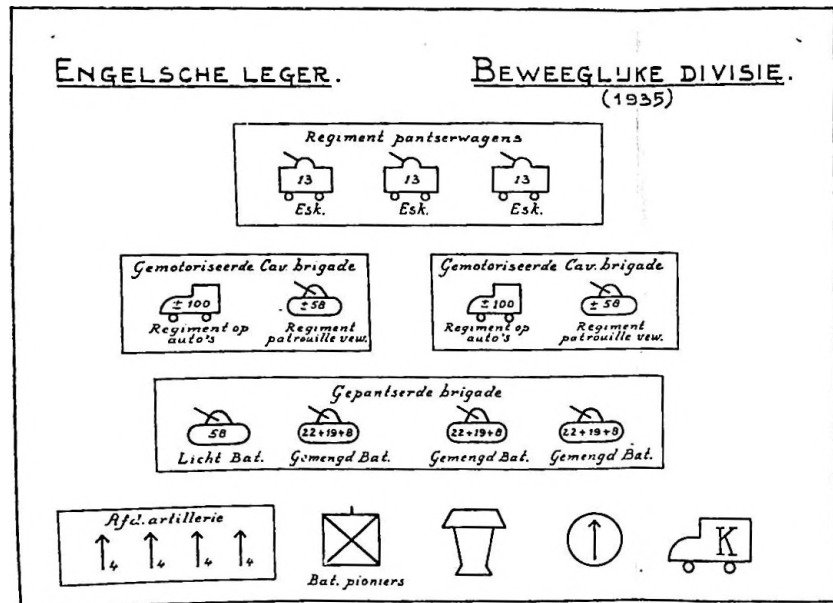 ENGELSCHE LEGER.
BEWEEGLIJKE DIVISIE.
(1935)
Regiment pantserwagens
13 13 13
Esk. Esk. Esk.
Gemotoriseerde Cav. brigade
± 100 ± 58
Regiment op auto's
Regiment patrouille vew.
Gemotoriseerde Cav. brigade
± 100 ± 58
Regiment op auto's
Regiment patrouille vew.
Gepantserde brigade
58 22+19+8 22+19+8 22+19+8
Licht Bat. Gemengd Bat. Gemengd Bat. Gemengd Bat.
Afd. artillerie
4 4 4 4
Bat. pioniers
K